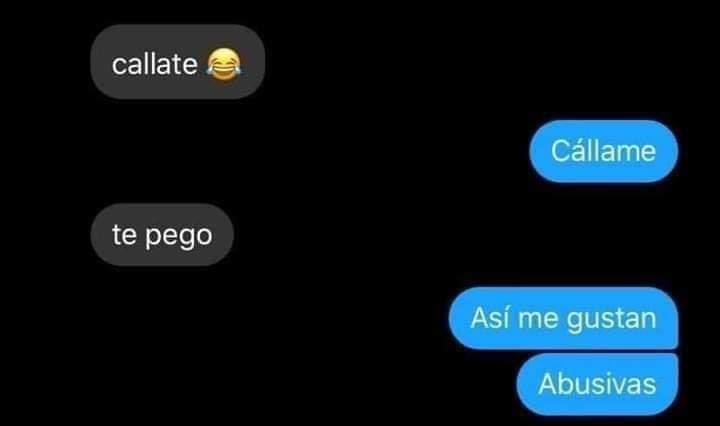 callate 😂
Cállame
te pego
Así me gustan
Abusivas